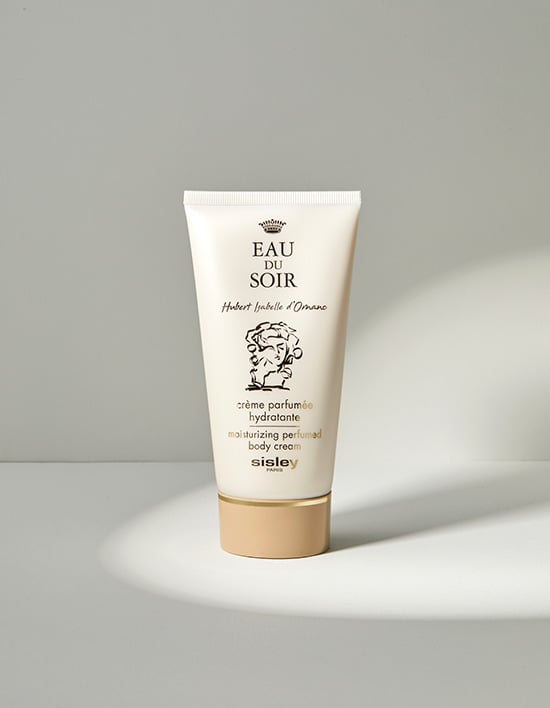 EAU
DU
SOIR
Hubert Isabelle d'Ornano
crème parfumée
hydratante
moisturizing perfumed
body cream
sisley
PARIS